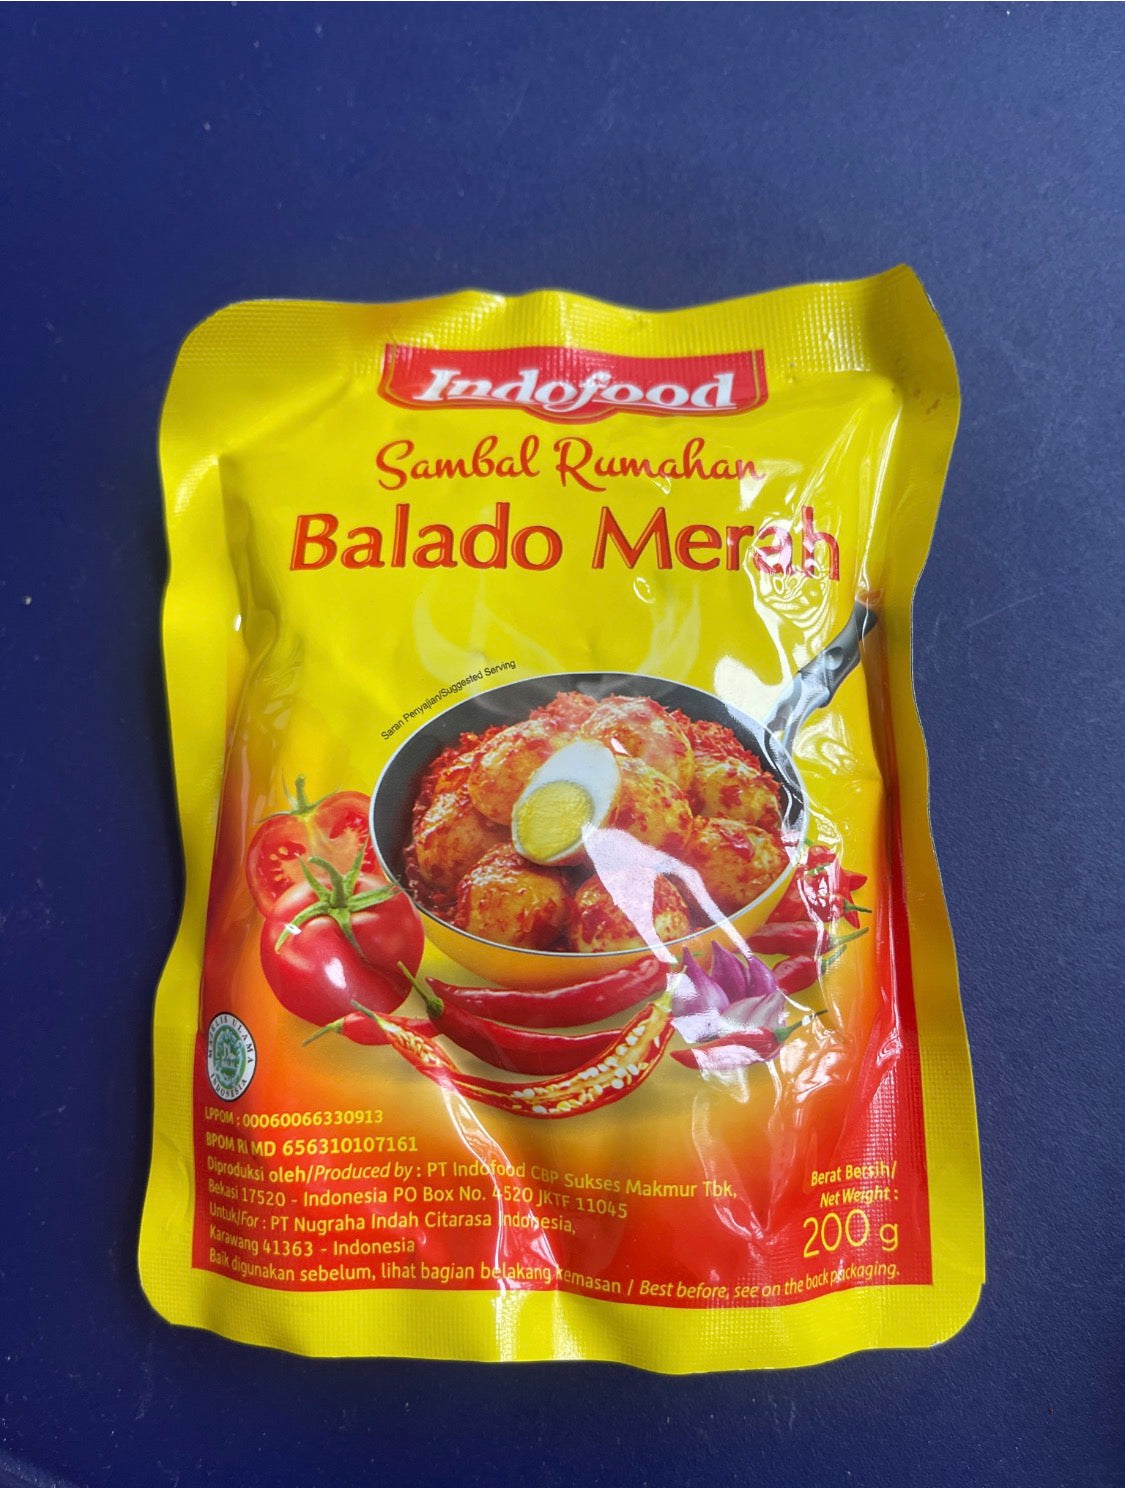 Indofood
Sambal Rumahan
Balado Merah
Saran Penyajian/Suggested Serving
MAJELIS ULAMA
INDONESIA
LPPOM : 00060066330913
BPOM RI MD 656310107161
Diproduksi oleh/Produced by : PT Indofood CBP Sukses Makmur Tbk,
Bekasi 17520 - Indonesia PO Box No. 4520 JKTF 11045
Untuk/For : PT Nugraha Indah Citarasa Indonesia,
Karawang 41363 - Indonesia
Baik digunakan sebelum, lihat bagian belakang kemasan / Best before, see on the back packaging.
Berat Bersih/
Net Weight :
200 g